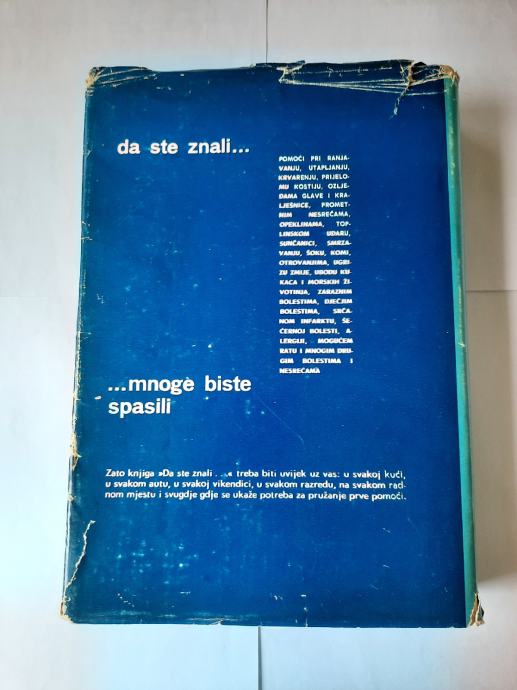 da ste znali...
POMOĆI PRI RANJA-
VANJU, UTAPLJANJU,
KRVARENJU, PRIJELO-
MU KOSTIJU, OZLJE-
DAMA GLAVE I KRA-
LJEŠNICE, PROMET-
NIM NESREĆAMA,
OPEKLINAMA, TOP-
LINSKOM UDARU,
SUNČANICI, SMRZA-
VANJU, ŠOKU, KOMI,
OTROVANJIMA, UGRI-
ZU ZMIJE, UBODU KU-
KACA I MORSKIH ŽI-
VOTINJA, ZARAZNIM
BOLESTIMA, DJEČJIM
BOLESTIMA, SRČA-
NOM INFARKTU, ŠE-
ĆERNOJ BOLESTI, A-
LERGIJI, MOGUĆEM
RATU I MNOGIM DRU-
GIM BOLESTIMA I
NESREĆAMA
...mnoge biste
spasili
Zato knjiga »Da ste znali . . .« treba biti uvijek uz vas: u svakoj kući,
u svakom autu, u svakoj vikendici, u svakom razredu, na svakom rad-
nom mjestu i svugdje gdje se ukaže potreba za pružanje prve pomoći.